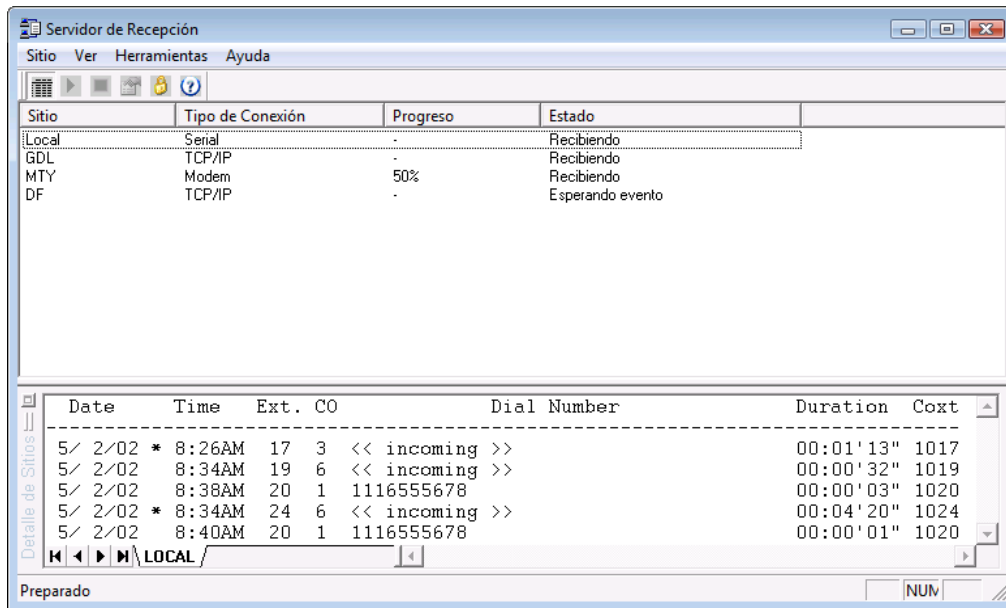 Servidor de Recepción
Sitio Ver Herramientas Ayuda
Sitio Tipo de Conexión Progreso Estado
Local Serial - Recibiendo
GDL TCP/IP - Recibiendo
MTY Modem 50% Recibiendo
DF TCP/IP - Esperando evento
Detalle de Sitios
Date Time Ext. CO Dial Number Duration Coxt
5/ 2/02 * 8:26AM 17 3 << incoming >> 00:01'13" 1017
5/ 2/02 8:34AM 19 6 << incoming >> 00:00'32" 1019
5/ 2/02 8:38AM 20 1 1116555678 00:00'03" 1020
5/ 2/02 * 8:34AM 24 6 << incoming >> 00:04'20" 1024
5/ 2/02 8:40AM 20 1 1116555678 00:00'01" 1020
LOCAL
Preparado NUM